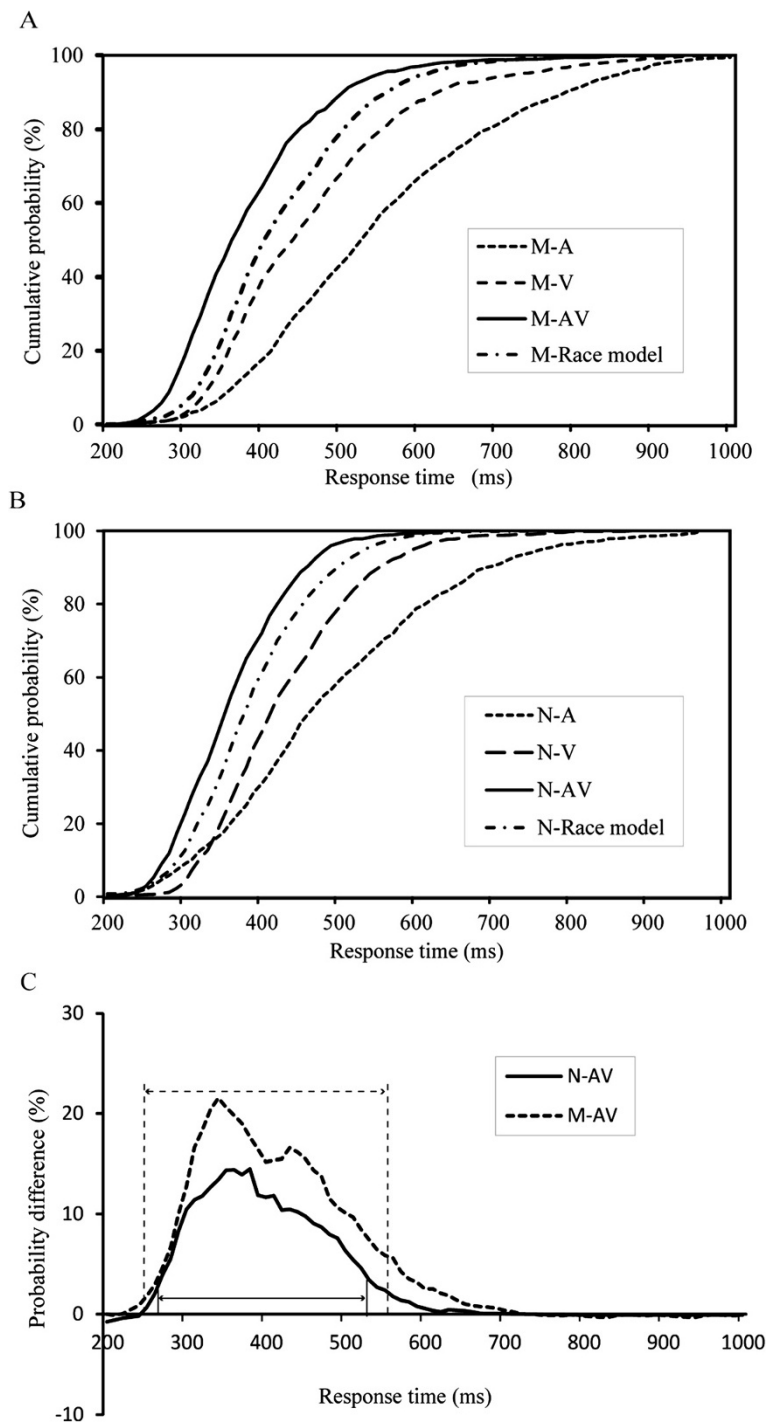 A
100
80
60
40
20
0
Cumulative probability (%)
M-A
M-V
M-AV
M-Race model
200 300 400 500 600 700 800 900 1000
Response time (ms)
B
100
80
60
40
20
0
Cumulative probability (%)
N-A
N-V
N-AV
N-Race model
200 300 400 500 600 700 800 900 1000
Response time (ms)
C
30
20
10
0
-10
Probability difference (%)
N-AV
M-AV
200 300 400 500 600 700 800 900 1000
Response time (ms)